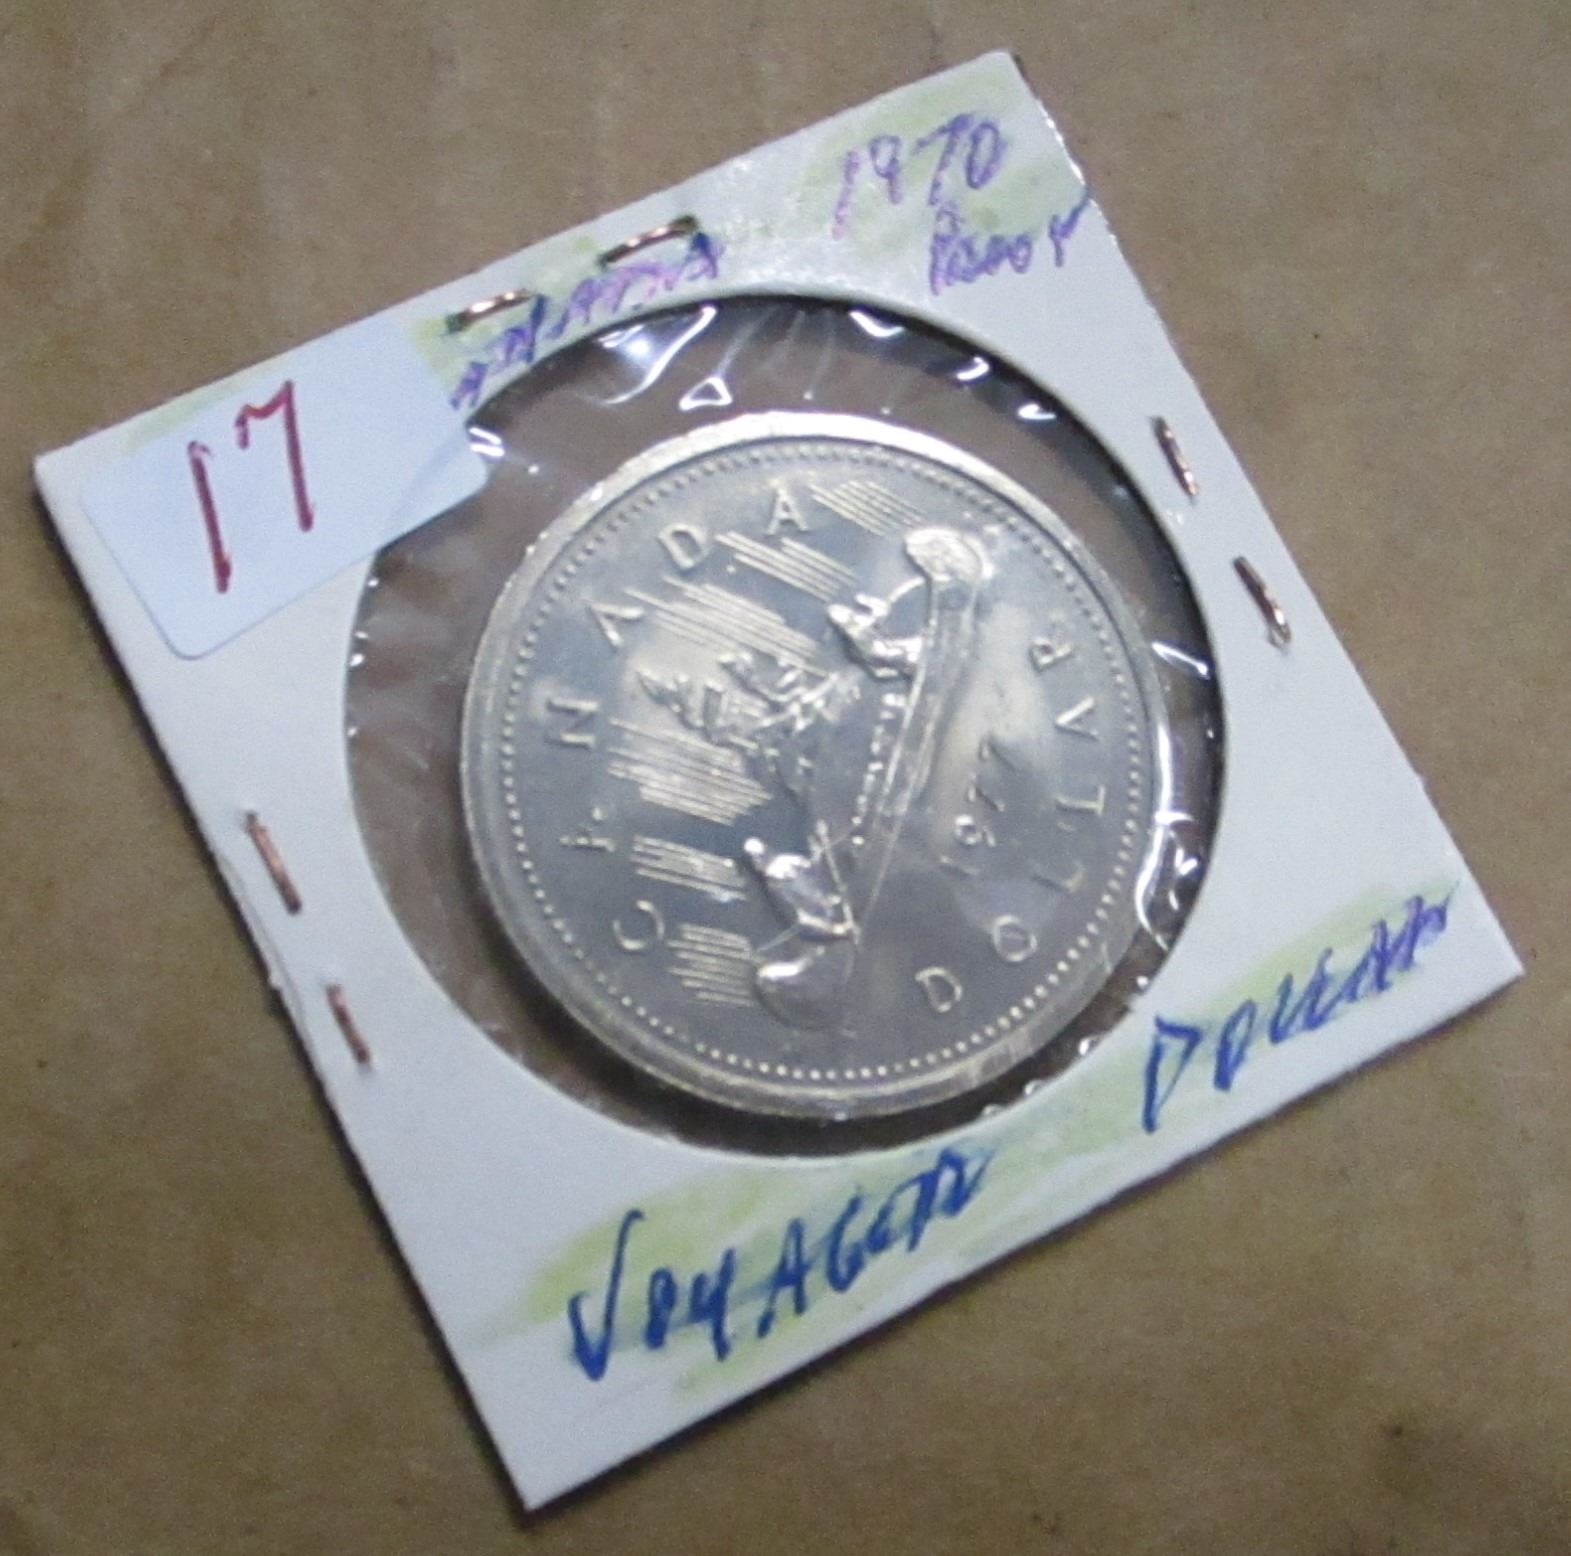 17
1970
VOYAGER DOLLAR
CANADA
1977
DOLLAR